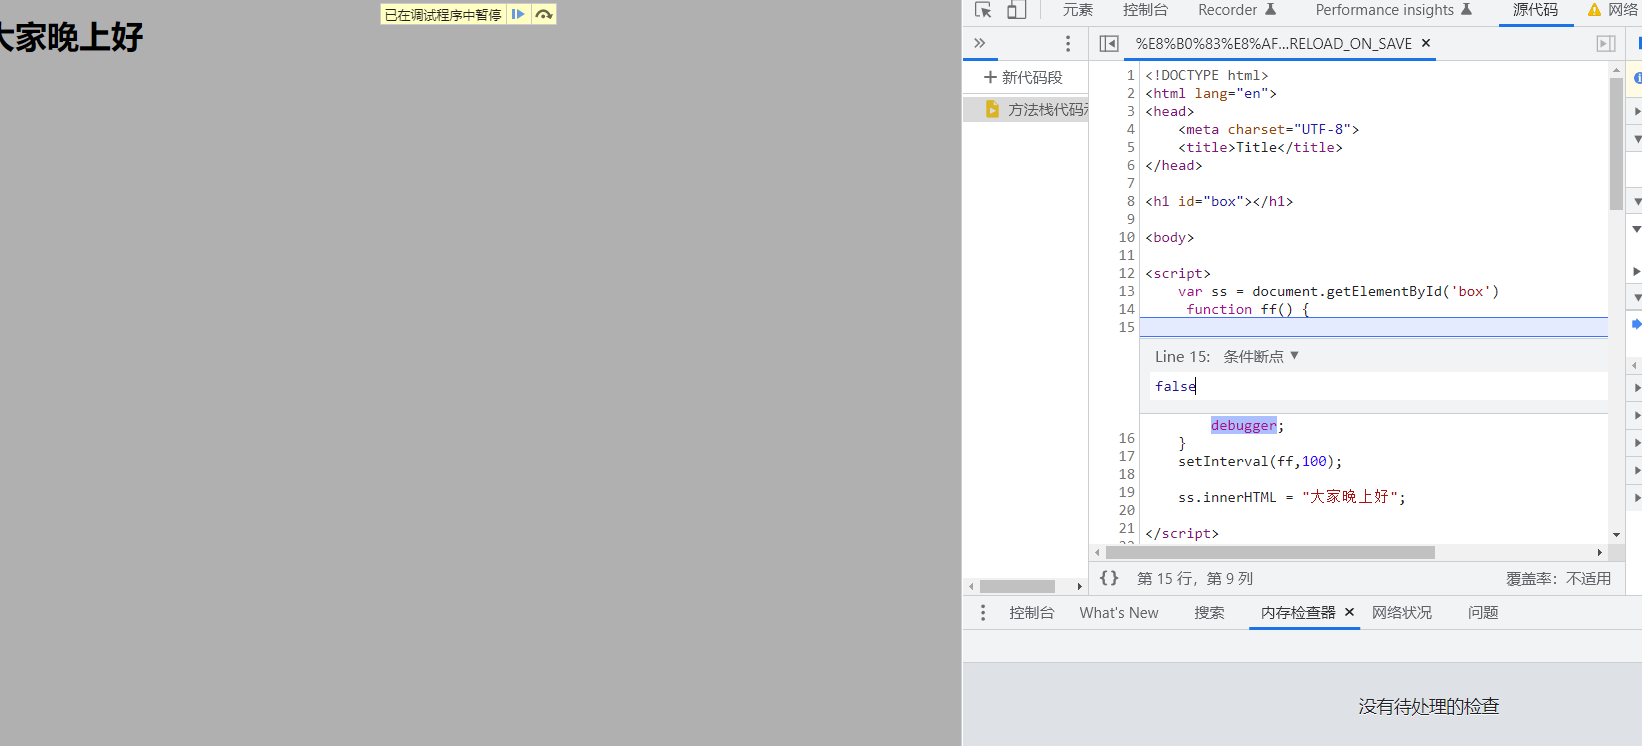 已在调试程序中暂停
大家晚上好
元素 控制台 Recorder Performance insights 源代码 网络
%E8%B0%83%E8%AF...RELOAD_ON_SAVE ×
+ 新代码段
方法栈代码
1 <!DOCTYPE html>
2 <html lang="en">
3 <head>
4 <meta charset="UTF-8">
5 <title>Title</title>
6 </head>
7
8 <h1 id="box"></h1>
9
10 <body>
11
12 <script>
13 var ss = document.getElementById('box')
14 function ff() {
15
Line 15: 条件断点 ▼
false
debugger;
16 }
17 setInterval(ff,100);
18
19 ss.innerHTML = "大家晚上好";
20
21 </script>
{} 第 15 行，第 9 列 覆盖率：不适用
控制台 What's New 搜索 内存检查器 × 网络状况 问题
没有待处理的检查